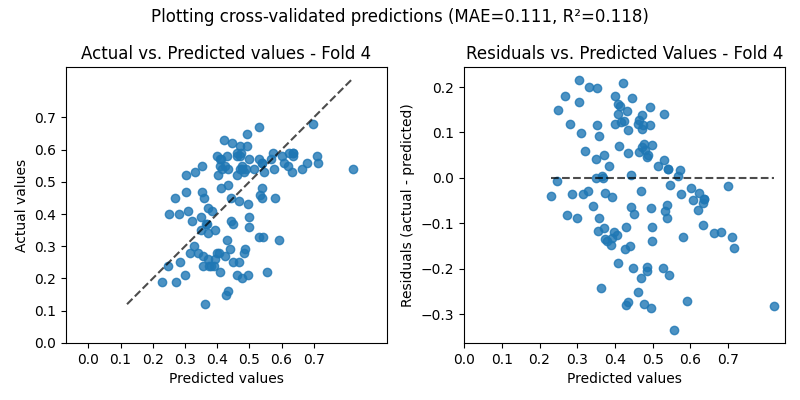 Plotting cross-validated predictions (MAE=0.111, R²=0.118)
Actual vs. Predicted values - Fold 4
Actual values
0.7
0.6
0.5
0.4
0.3
0.2
0.1
0.0
0.0 0.1 0.2 0.3 0.4 0.5 0.6 0.7
Predicted values
Residuals vs. Predicted Values - Fold 4
Residuals (actual - predicted)
0.2
0.1
0.0
−0.1
−0.2
−0.3
0.0 0.1 0.2 0.3 0.4 0.5 0.6 0.7
Predicted values